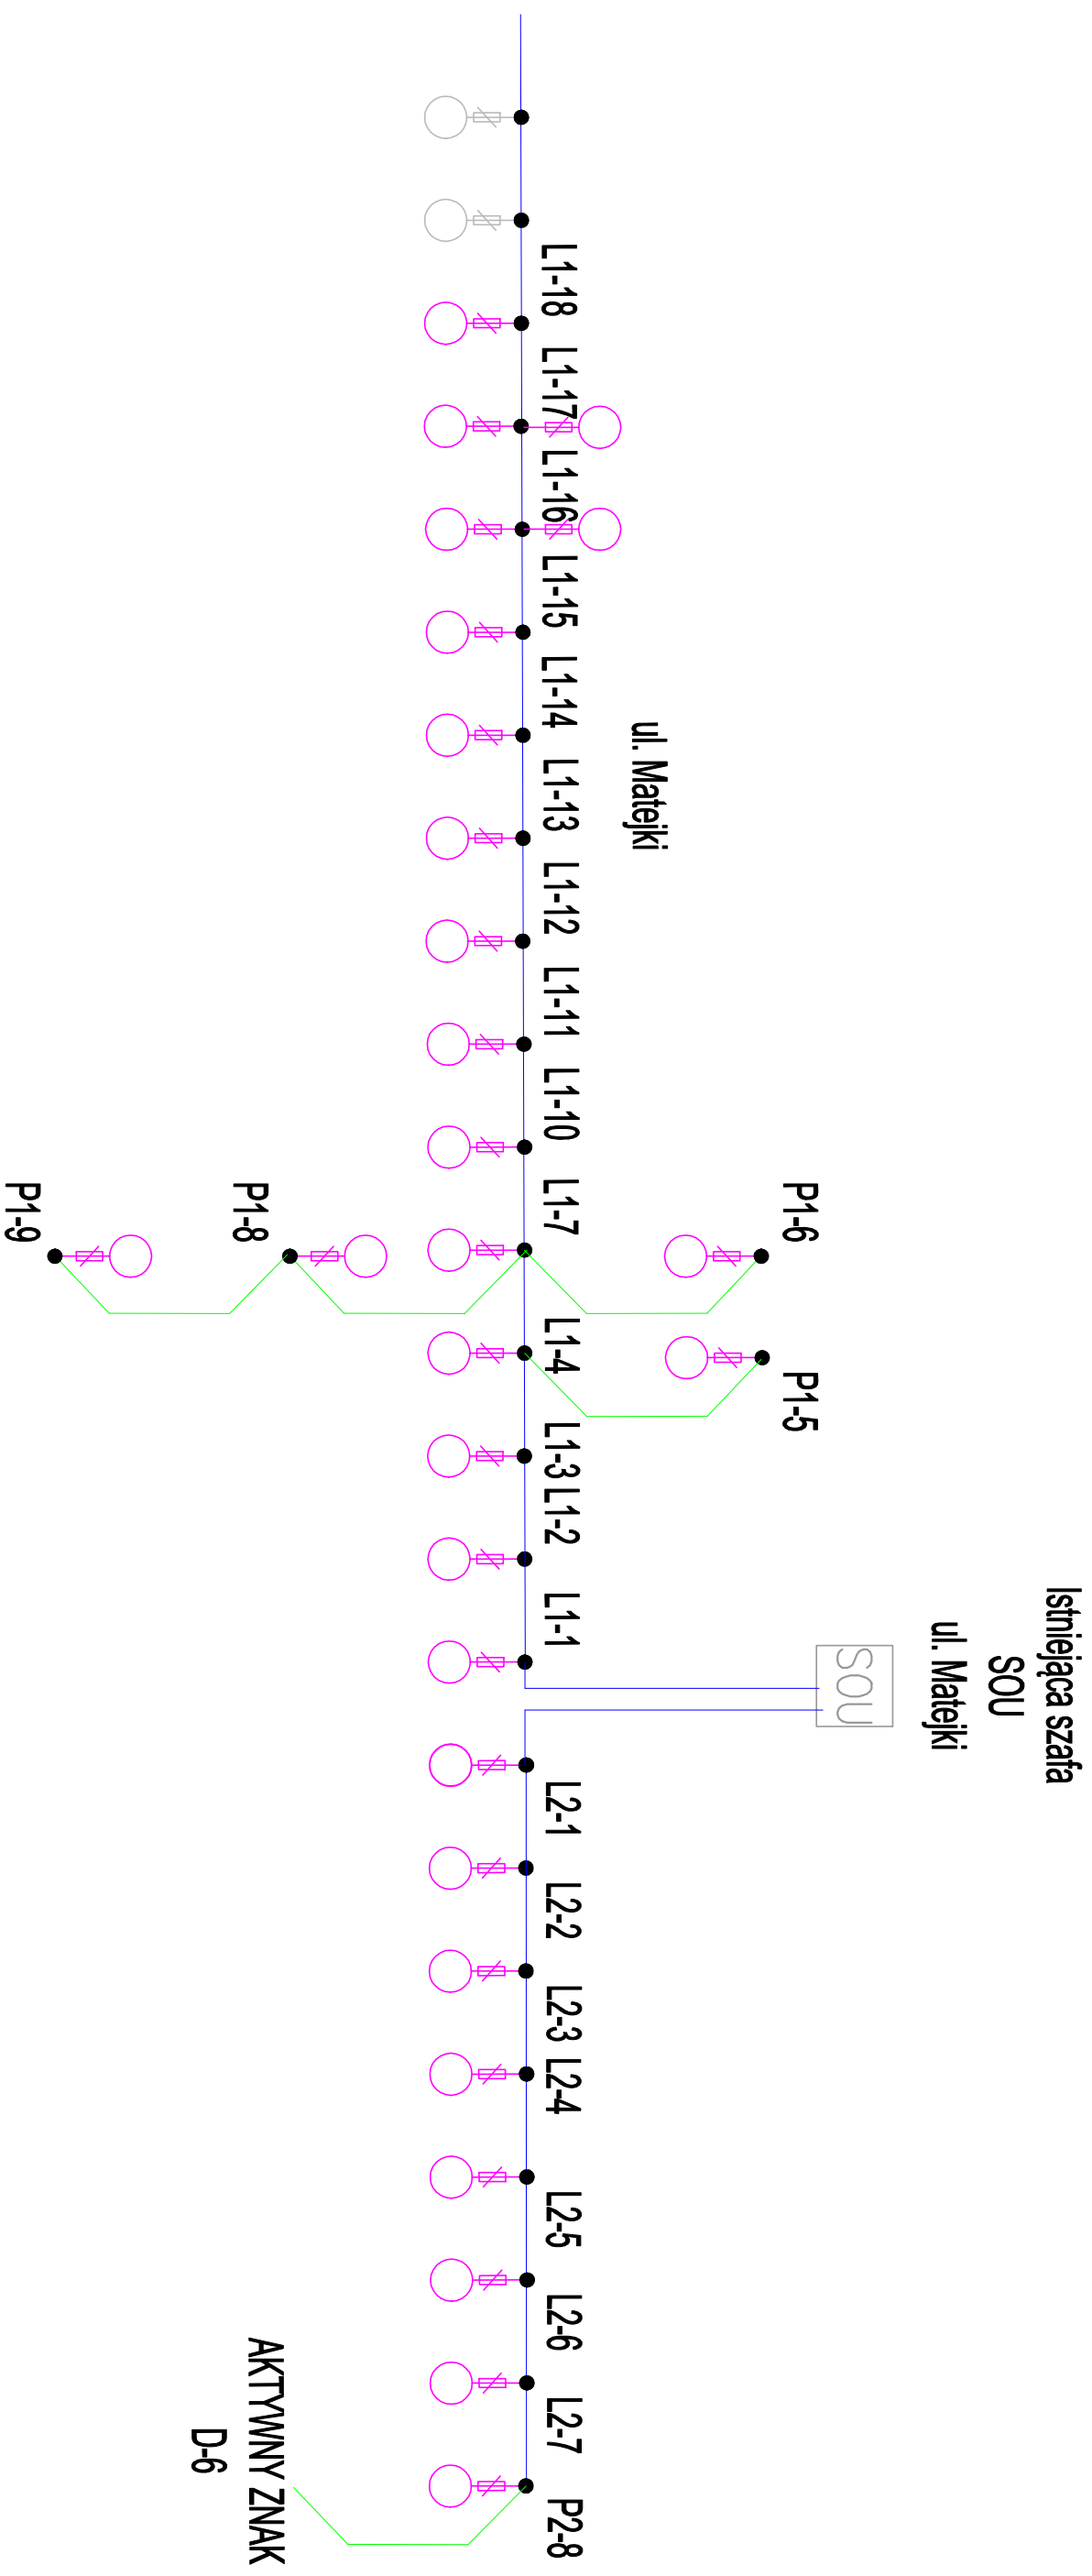 L1-18
L1-17
L1-16
L1-15
L1-14
L1-13
L1-12
L1-11
L1-10
L1-7
L1-4
L1-3
L1-2
L1-1
ul. Matejki
P1-6
P1-5
P1-8
P1-9
Istniejąca szafa
SOU
ul. Matejki
SOU
L2-1
L2-2
L2-3
L2-4
L2-5
L2-6
L2-7
P2-8
AKTYWNY ZNAK
D-6